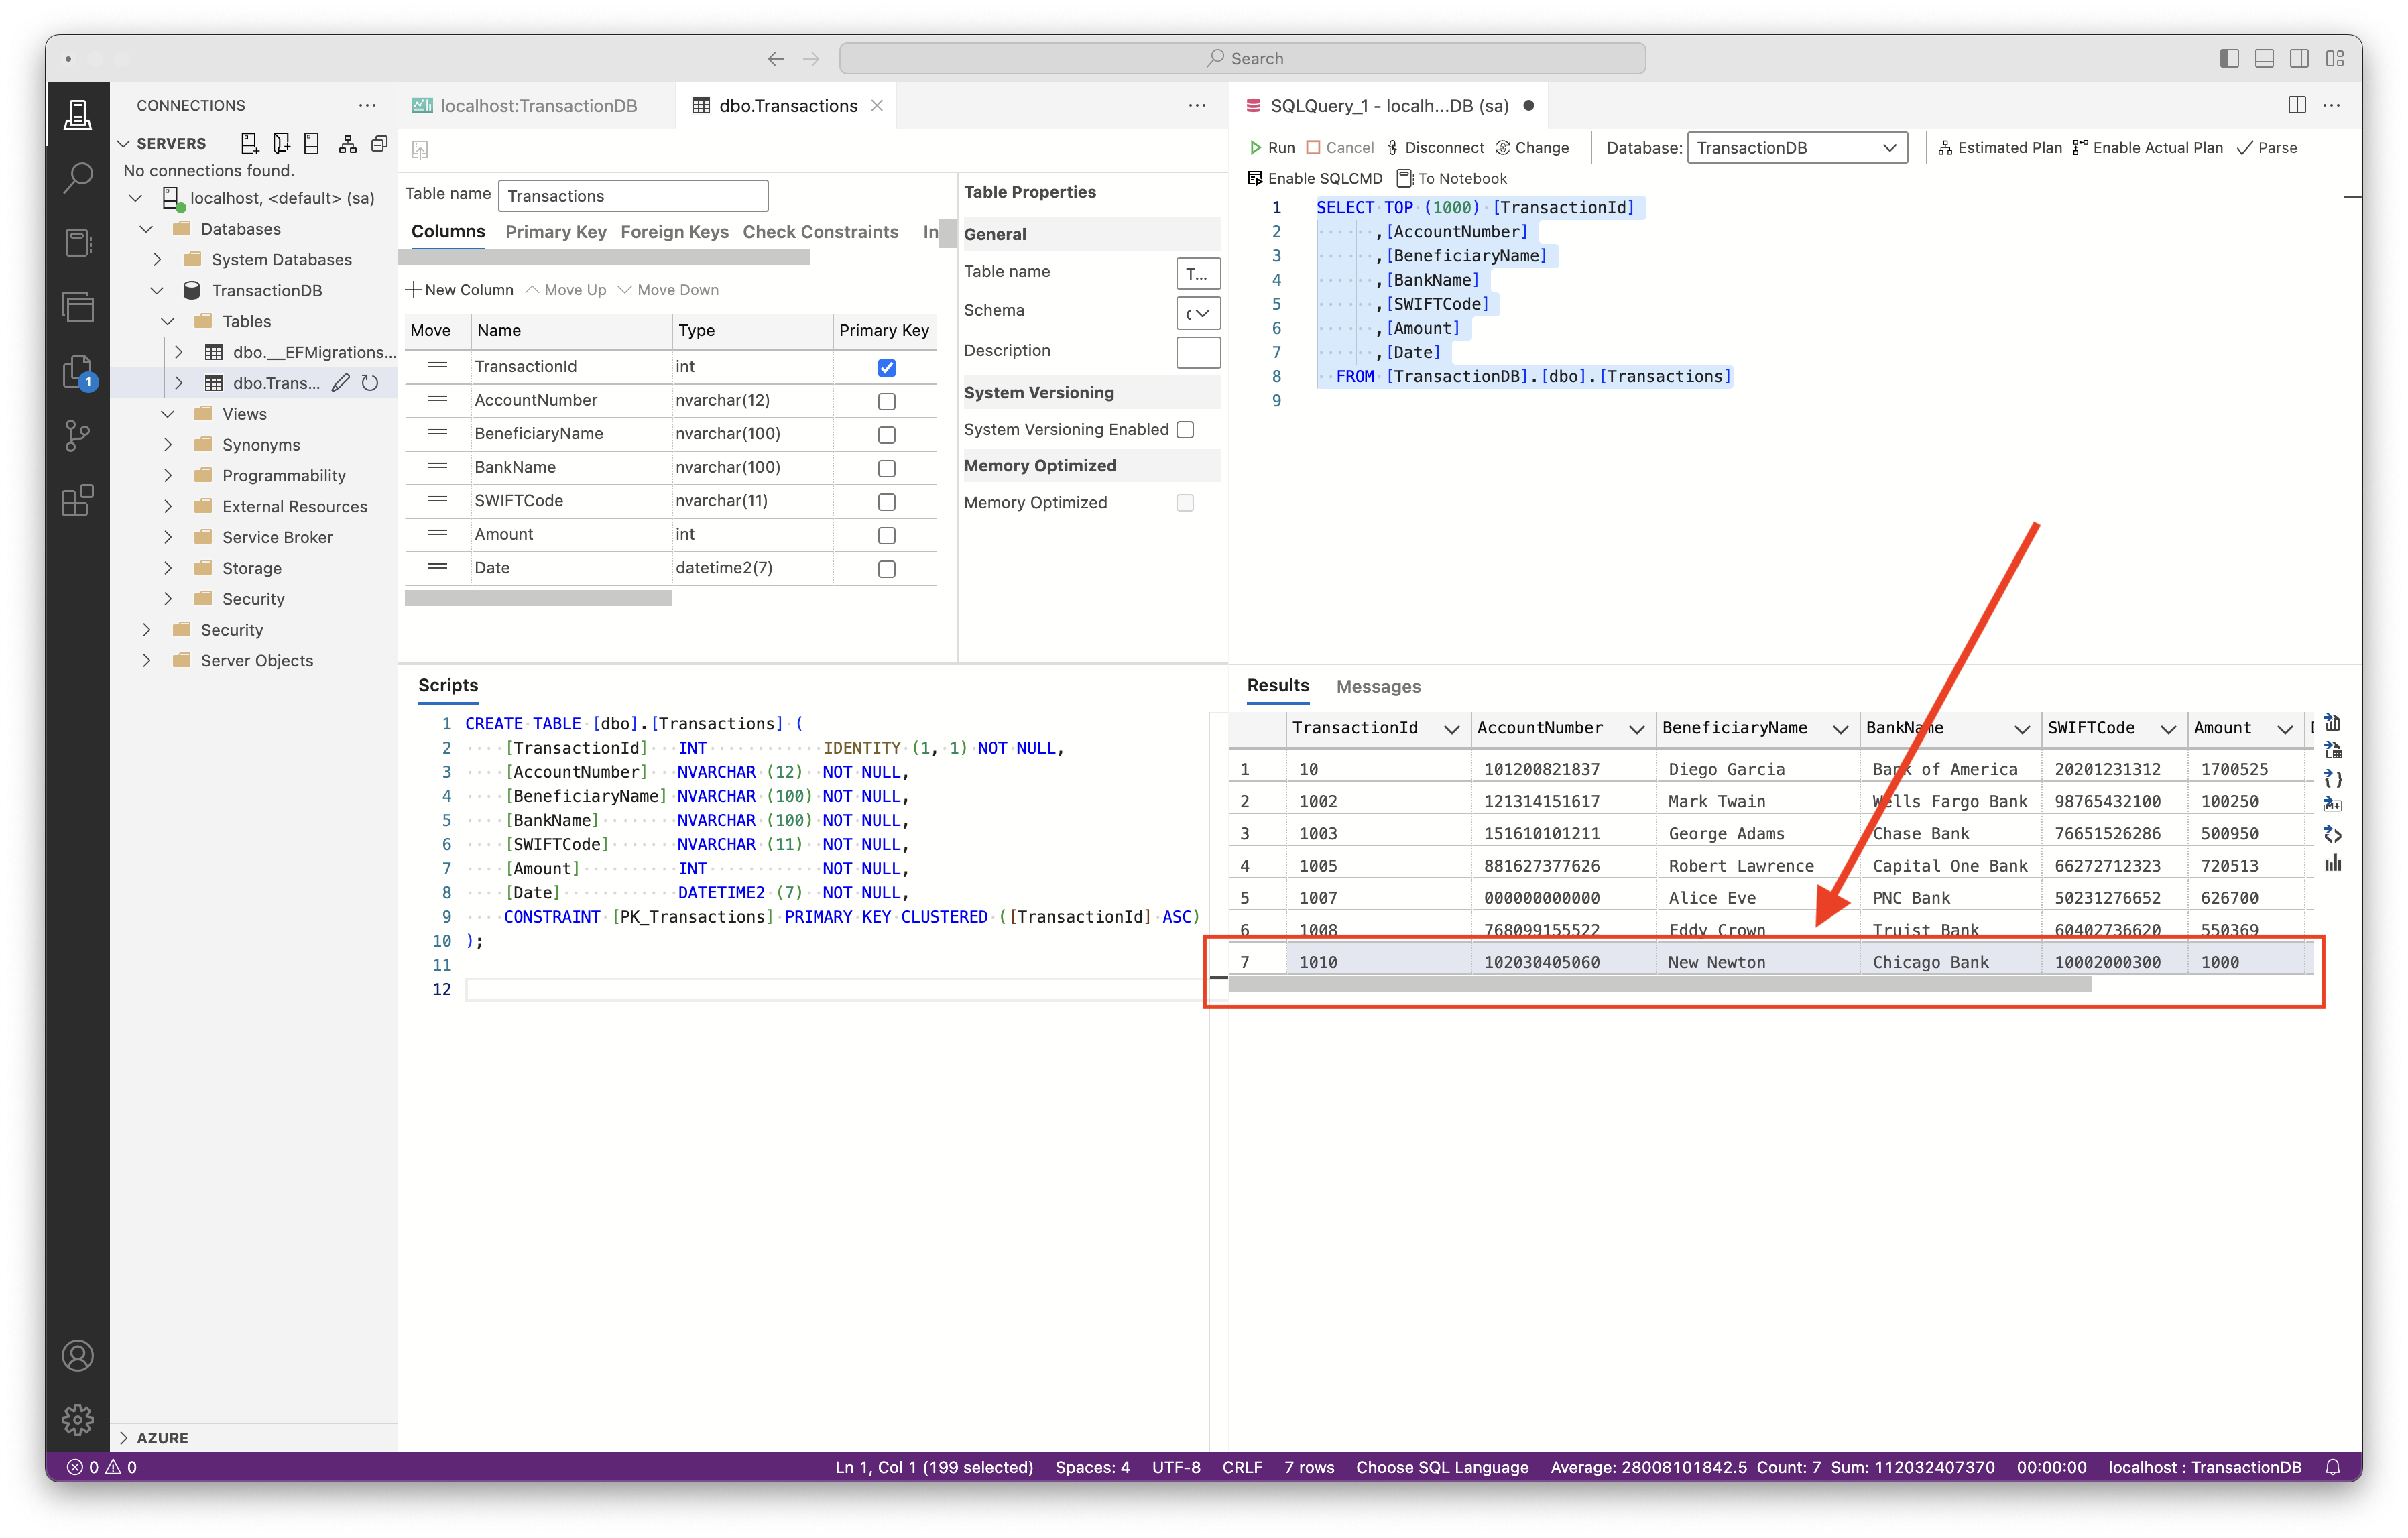 Search
CONNECTIONS
SERVERS
No connections found.
localhost, <default> (sa)
Databases
System Databases
TransactionDB
Tables
dbo.__EFMigrations...
dbo.Trans...
Views
Synonyms
Programmability
External Resources
Service Broker
Storage
Security
Security
Server Objects
AZURE
1
localhost:TransactionDB
dbo.Transactions
Table name Transactions
Columns Primary Key Foreign Keys Check Constraints In
New Column Move Up Move Down
Move Name Type Primary Key
TransactionId int
AccountNumber nvarchar(12)
BeneficiaryName nvarchar(100)
BankName nvarchar(100)
SWIFTCode nvarchar(11)
Amount int
Date datetime2(7)
Table Properties
General
Table name T...
Schema
Description
System Versioning
System Versioning Enabled
Memory Optimized
Memory Optimized
Scripts
1 CREATE TABLE [dbo].[Transactions] (
2 [TransactionId] INT IDENTITY (1, 1) NOT NULL,
3 [AccountNumber] NVARCHAR (12) NOT NULL,
4 [BeneficiaryName] NVARCHAR (100) NOT NULL,
5 [BankName] NVARCHAR (100) NOT NULL,
6 [SWIFTCode] NVARCHAR (11) NOT NULL,
7 [Amount] INT NOT NULL,
8 [Date] DATETIME2 (7) NOT NULL,
9 CONSTRAINT [PK_Transactions] PRIMARY KEY CLUSTERED ([TransactionId] ASC)
10 );
11
12
SQLQuery_1 - localh...DB (sa)
Run Cancel Disconnect Change Database: TransactionDB Estimated Plan Enable Actual Plan Parse
Enable SQLCMD To Notebook
1 SELECT TOP (1000) [TransactionId]
2 ,[AccountNumber]
3 ,[BeneficiaryName]
4 ,[BankName]
5 ,[SWIFTCode]
6 ,[Amount]
7 ,[Date]
8 FROM [TransactionDB].[dbo].[Transactions]
9
Results Messages
TransactionId AccountNumber BeneficiaryName BankName SWIFTCode Amount
1 10 101200821837 Diego Garcia Bank of America 20201231312 1700525
2 1002 121314151617 Mark Twain Wells Fargo Bank 98765432100 100250
3 1003 151610101211 George Adams Chase Bank 76651526286 500950
4 1005 881627377626 Robert Lawrence Capital One Bank 66272712323 720513
5 1007 000000000000 Alice Eve PNC Bank 50231276652 626700
6 1008 768099155522 Eddy Crown Truist Bank 60402736620 550369
7 1010 102030405060 New Newton Chicago Bank 10002000300 1000
0 0 Ln 1, Col 1 (199 selected) Spaces: 4 UTF-8 CRLF 7 rows Choose SQL Language Average: 28008101842.5 Count: 7 Sum: 112032407370 00:00:00 localhost : TransactionDB